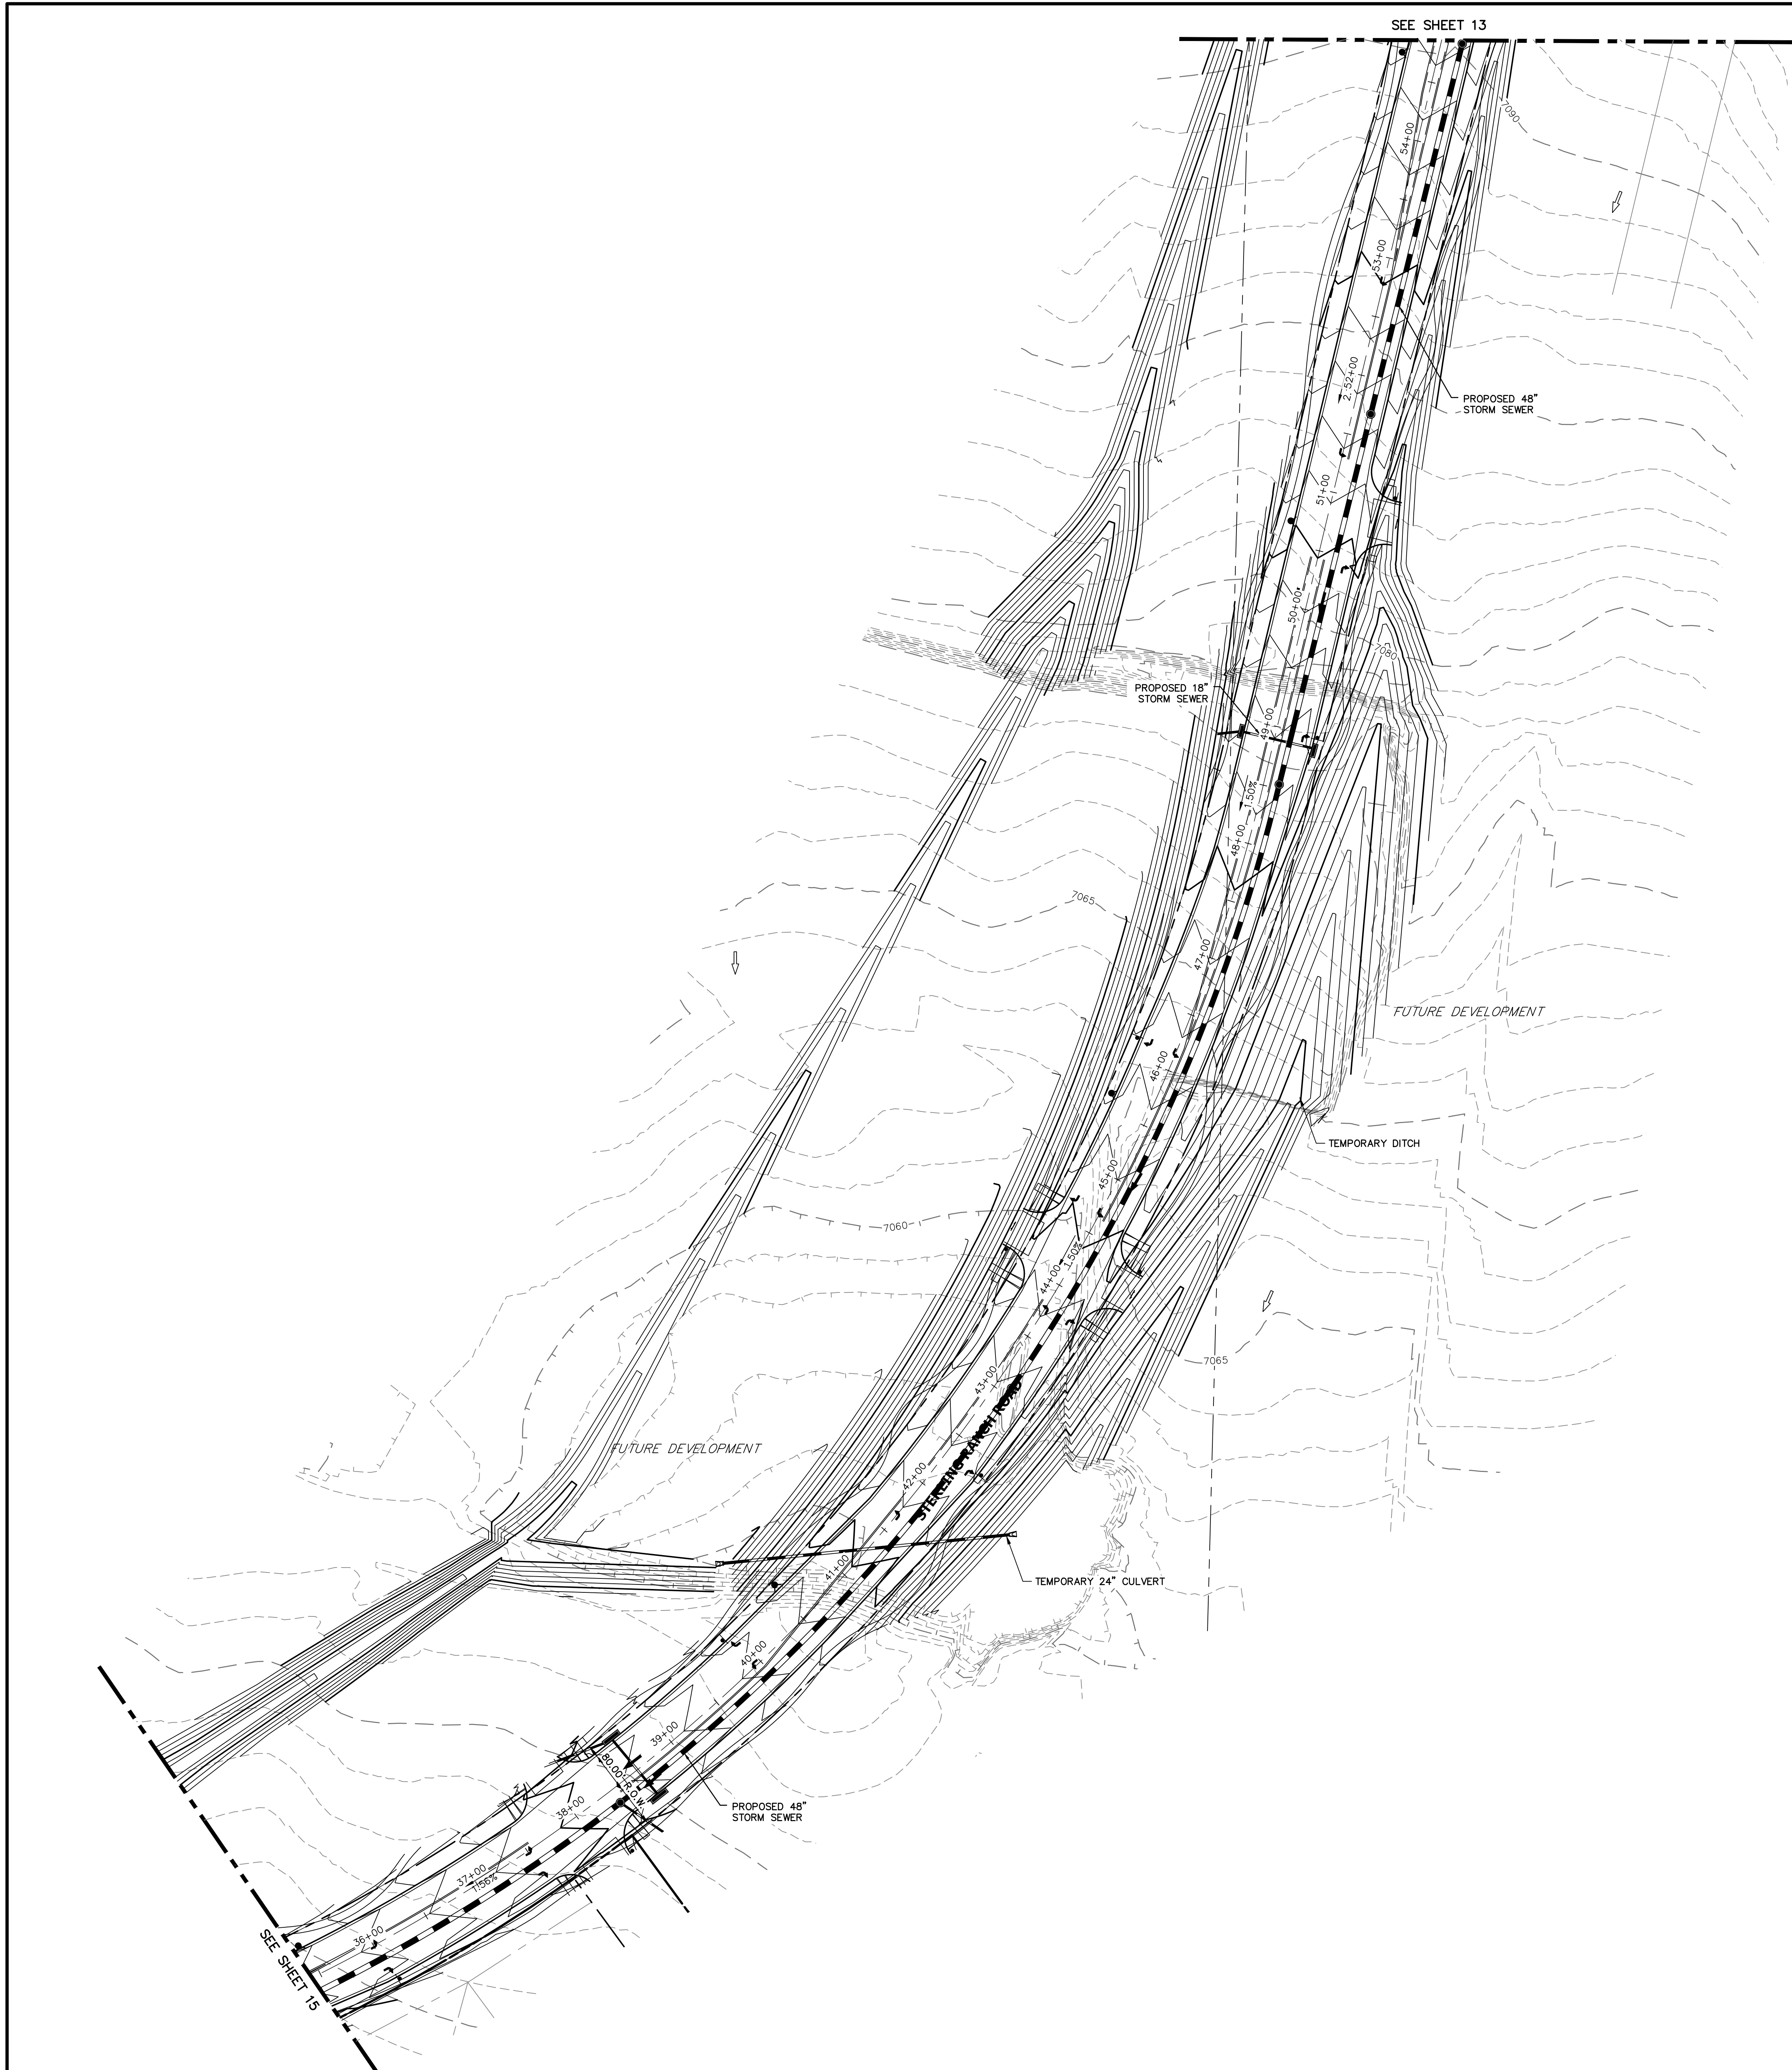 SEE SHEET 13
7090
54+00
53+00
2.
52+00
PROPOSED 48"
STORM SEWER
51+00
50+00
7080
PROPOSED 18"
STORM SEWER
49+00
1.50%
48+00
7065
47+00
FUTURE DEVELOPMENT
46+00
TEMPORARY DITCH
45+00
7060
1.50%
44+00
7065
43+00
STERLING RANCH ROAD
FUTURE DEVELOPMENT
42+00
41+00
TEMPORARY 24" CULVERT
40+00
39+00
80.00' R.O.W.
PROPOSED 48"
STORM SEWER
38+00
37+00
1.56%
36+00
SEE SHEET 15